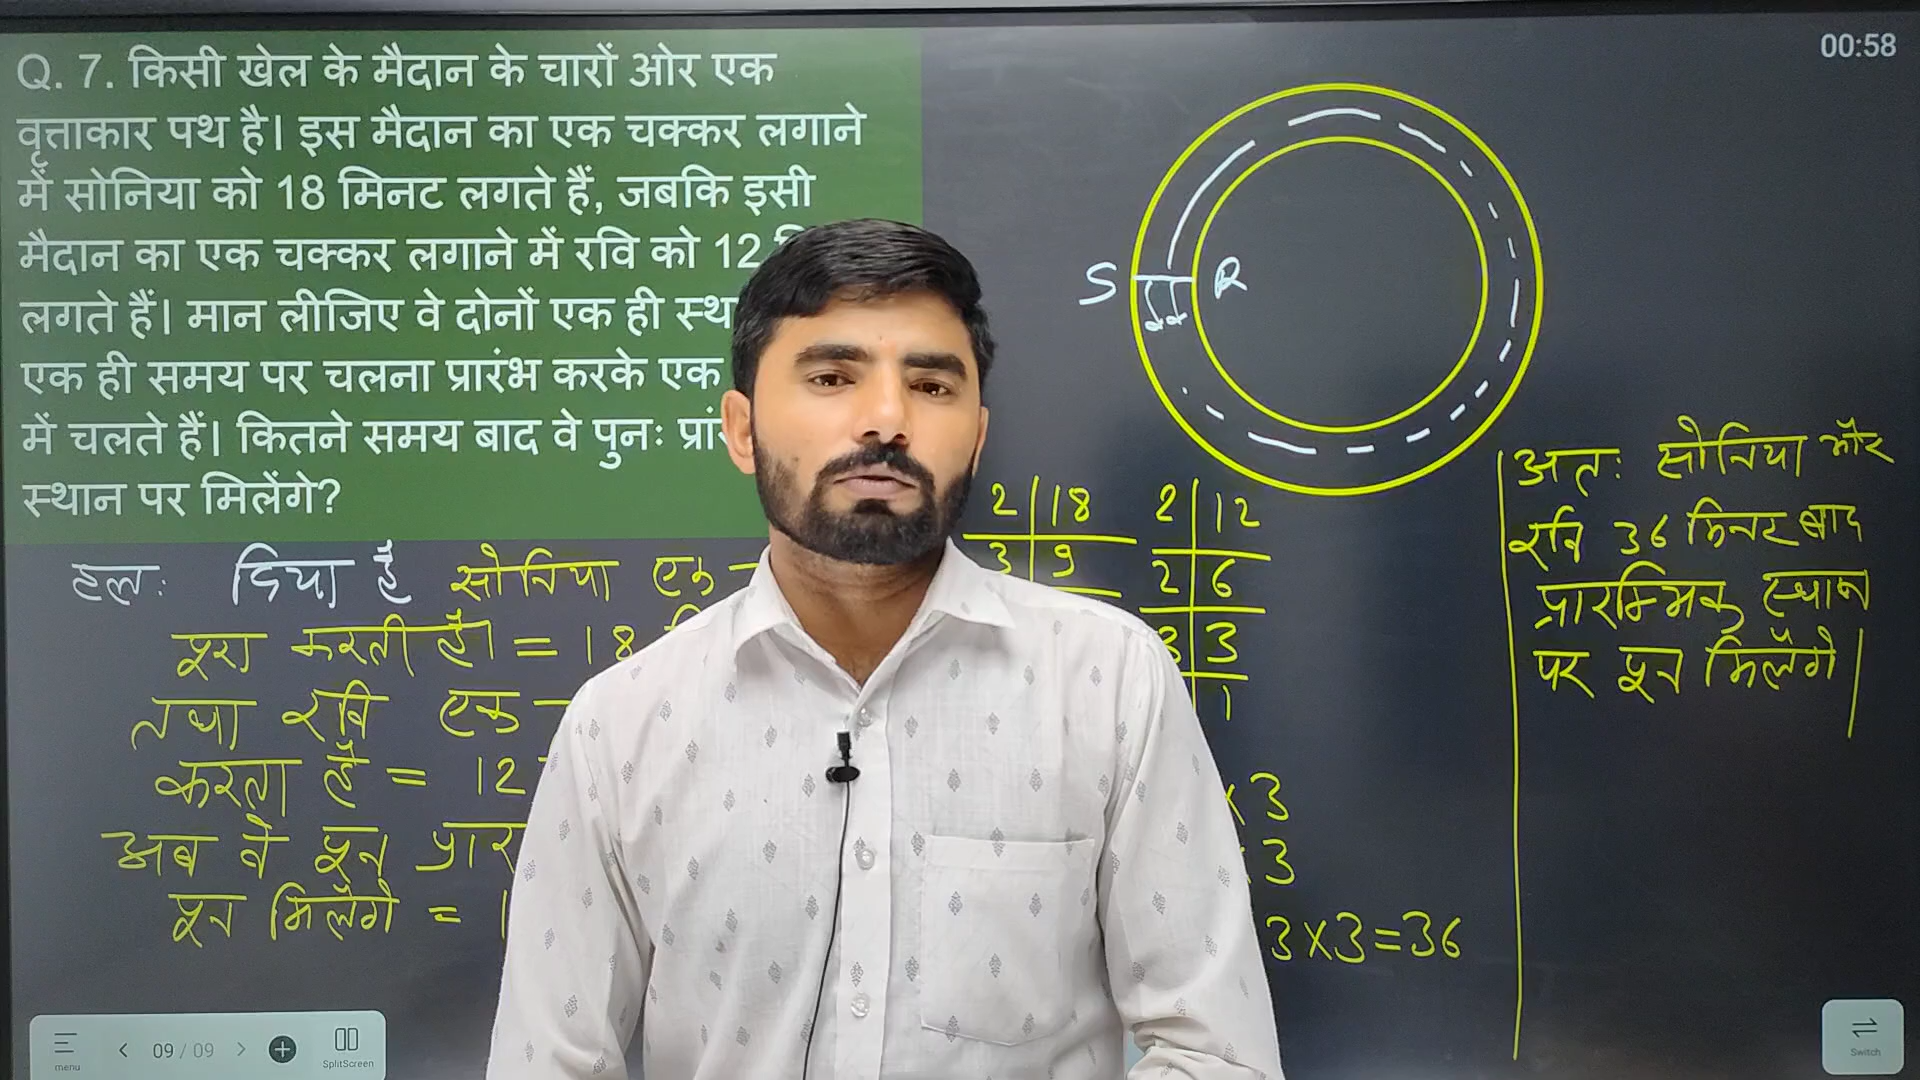 00:58
Q. 7. किसी खेल के मैदान के चारों ओर एक
वृत्ताकार पथ है। इस मैदान का एक चक्कर लगाने
में सोनिया को 18 मिनट लगते हैं, जबकि इसी
मैदान का एक चक्कर लगाने में रवि को 12
लगते हैं। मान लीजिए वे दोनों एक ही
एक ही समय पर चलना प्रारंभ करके एक
में चलते हैं। कितने समय बाद वे पुनः
स्थान पर मिलेंगे?
S R
हल: दिया है सोनिया एक
करती है। = 18
तथा रवि एक
करता है = 12
अब वे पुन
पुन मिलेंगे =
2 18
3 9
2 12
2 6
3 3
1
× 3
3
3×3=36
अतः सोनिया और
रवि 36 मिनट बाद
प्रारम्भिक स्थान
पर पुन मिलेंगे।
menu
09 / 09
SplitScreen
Switch